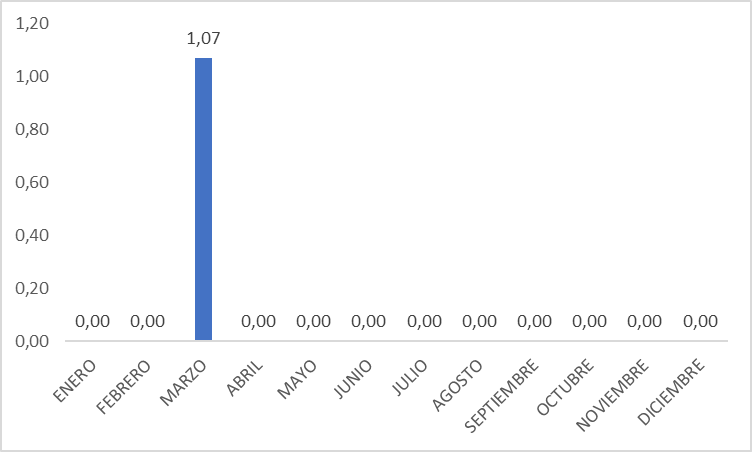 1,20
1,00
0,80
0,60
0,40
0,20
0,00
0,00
0,00
1,07
0,00
0,00
0,00
0,00
0,00
0,00
0,00
0,00
0,00
ENERO
FEBRERO
MARZO
ABRIL
MAYO
JUNIO
JULIO
AGOSTO
SEPTIEMBRE
OCTUBRE
NOVIEMBRE
DICIEMBRE